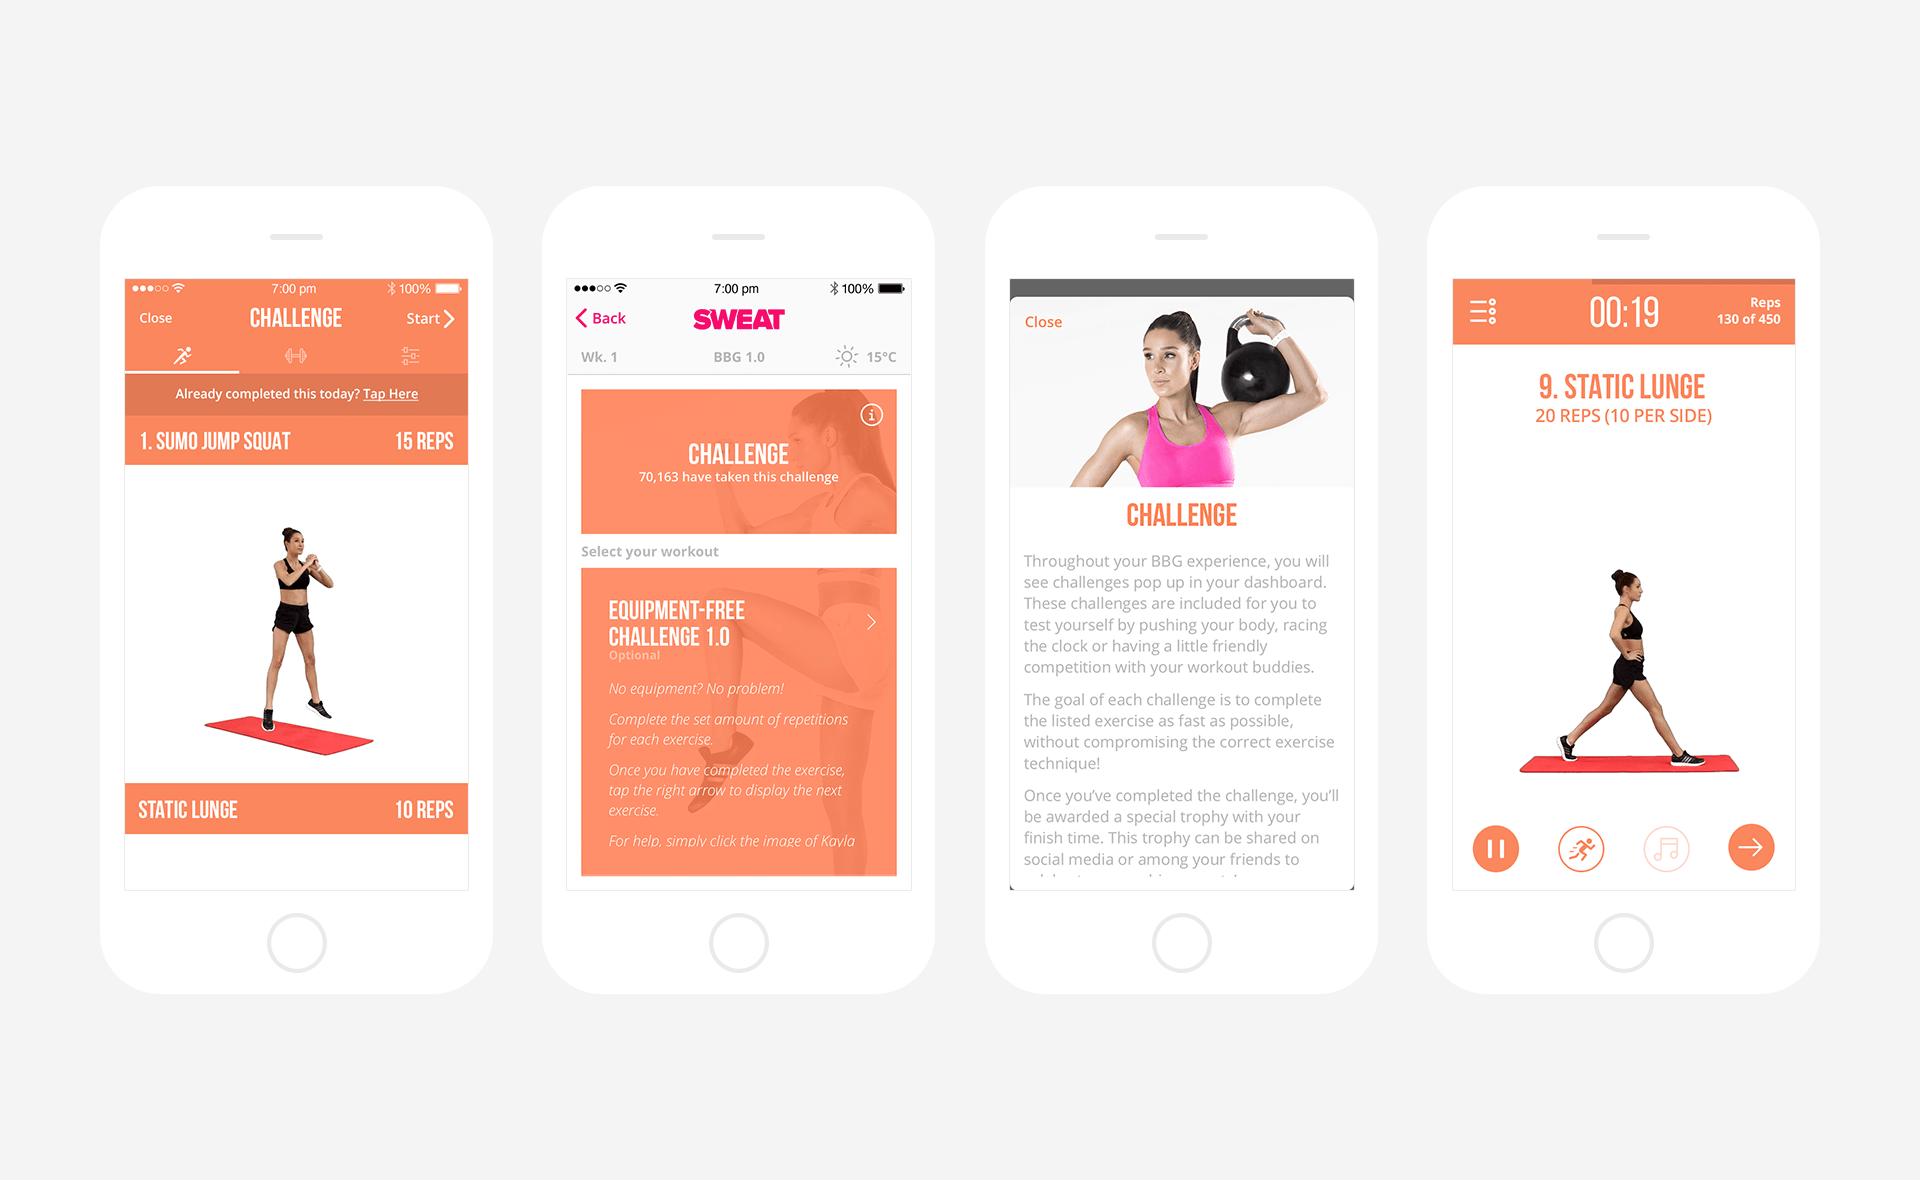 7:00 pm
100%
Close
CHALLENGE
Start
Already completed this today? Tap Here
1. SUMO JUMP SQUAT
15 REPS
STATIC LUNGE
10 REPS
7:00 pm
100%
Back
SWEAT
Wk. 1
BBG 1.0
15°C
CHALLENGE
70,163 have taken this challenge
Select your workout
EQUIPMENT-FREE
CHALLENGE 1.0
Optional
No equipment? No problem!
Complete the set amount of repetitions
for each exercise.
Once you have completed the exercise,
tap the right arrow to display the next
exercise.
For help, simply click the image of Kayla
Close
CHALLENGE
Throughout your BBG experience, you will
see challenges pop up in your dashboard.
These challenges are included for you to
test yourself by pushing your body, racing
the clock or having a little friendly
competition with your workout buddies.
The goal of each challenge is to complete
the listed exercise as fast as possible,
without compromising the correct exercise
technique!
Once you've completed the challenge, you'll
be awarded a special trophy with your
finish time. This trophy can be shared on
social media or among your friends to
00:19
Reps
130 of 450
9. STATIC LUNGE
20 REPS (10 PER SIDE)